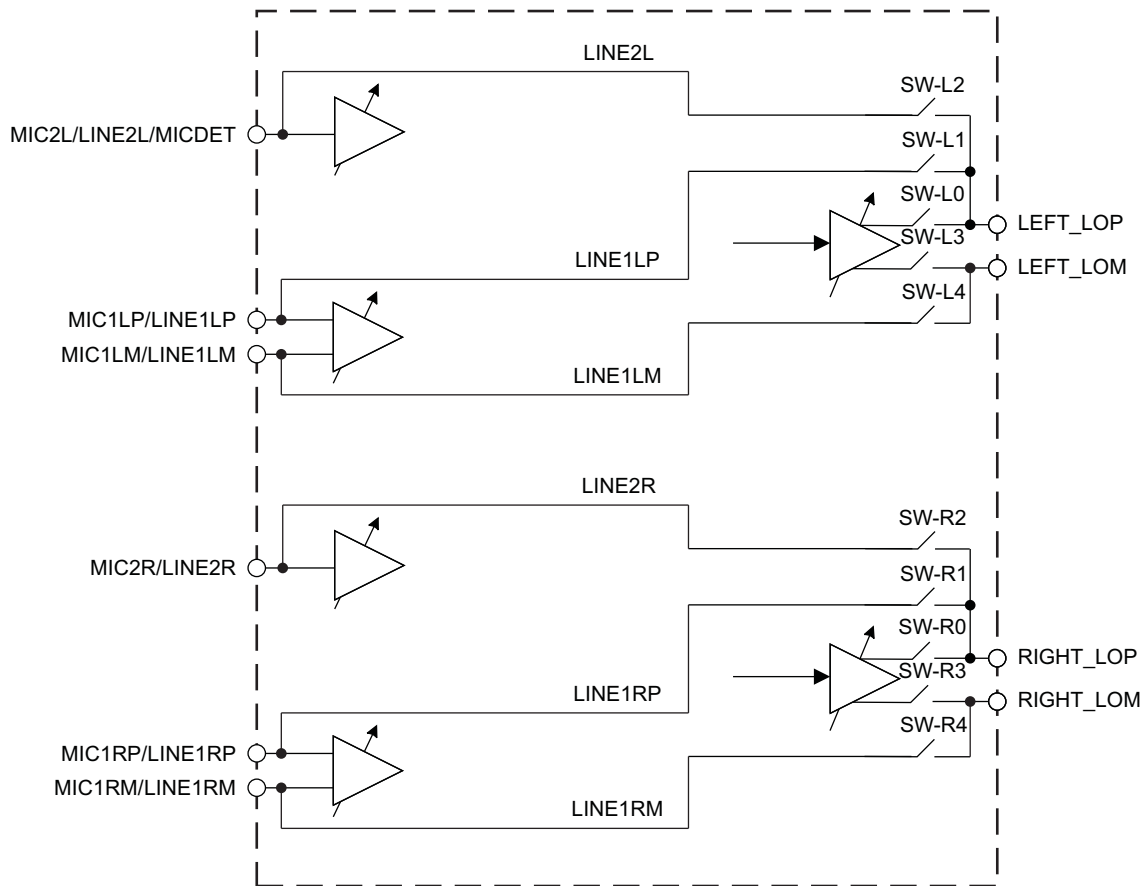 LINE2L
SW-L2
MIC2L/LINE2L/MICDET
SW-L1
SW-L0
LEFT_LOP
SW-L3
LINE1LP
LEFT_LOM
SW-L4
MIC1LP/LINE1LP
MIC1LM/LINE1LM
LINE1LM
LINE2R
SW-R2
MIC2R/LINE2R
SW-R1
SW-R0
RIGHT_LOP
SW-R3
LINE1RP
RIGHT_LOM
SW-R4
MIC1RP/LINE1RP
MIC1RM/LINE1RM
LINE1RM